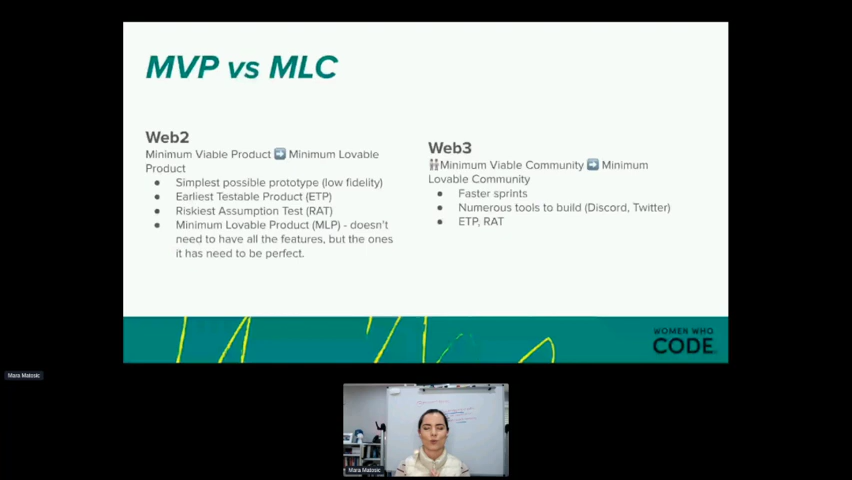 MVP vs MLC
Web2
Minimum Viable Product ➡️ Minimum Lovable
Product
● Simplest possible prototype (low fidelity)
● Earliest Testable Product (ETP)
● Riskiest Assumption Test (RAT)
● Minimum Lovable Product (MLP) - doesn't
need to have all the features, but the ones
it has need to be perfect.
Web3
👭Minimum Viable Community ➡️ Minimum
Lovable Community
● Faster sprints
● Numerous tools to build (Discord, Twitter)
● ETP, RAT
WOMEN WHO
CODE
Mara Matosic
Mara Matosic